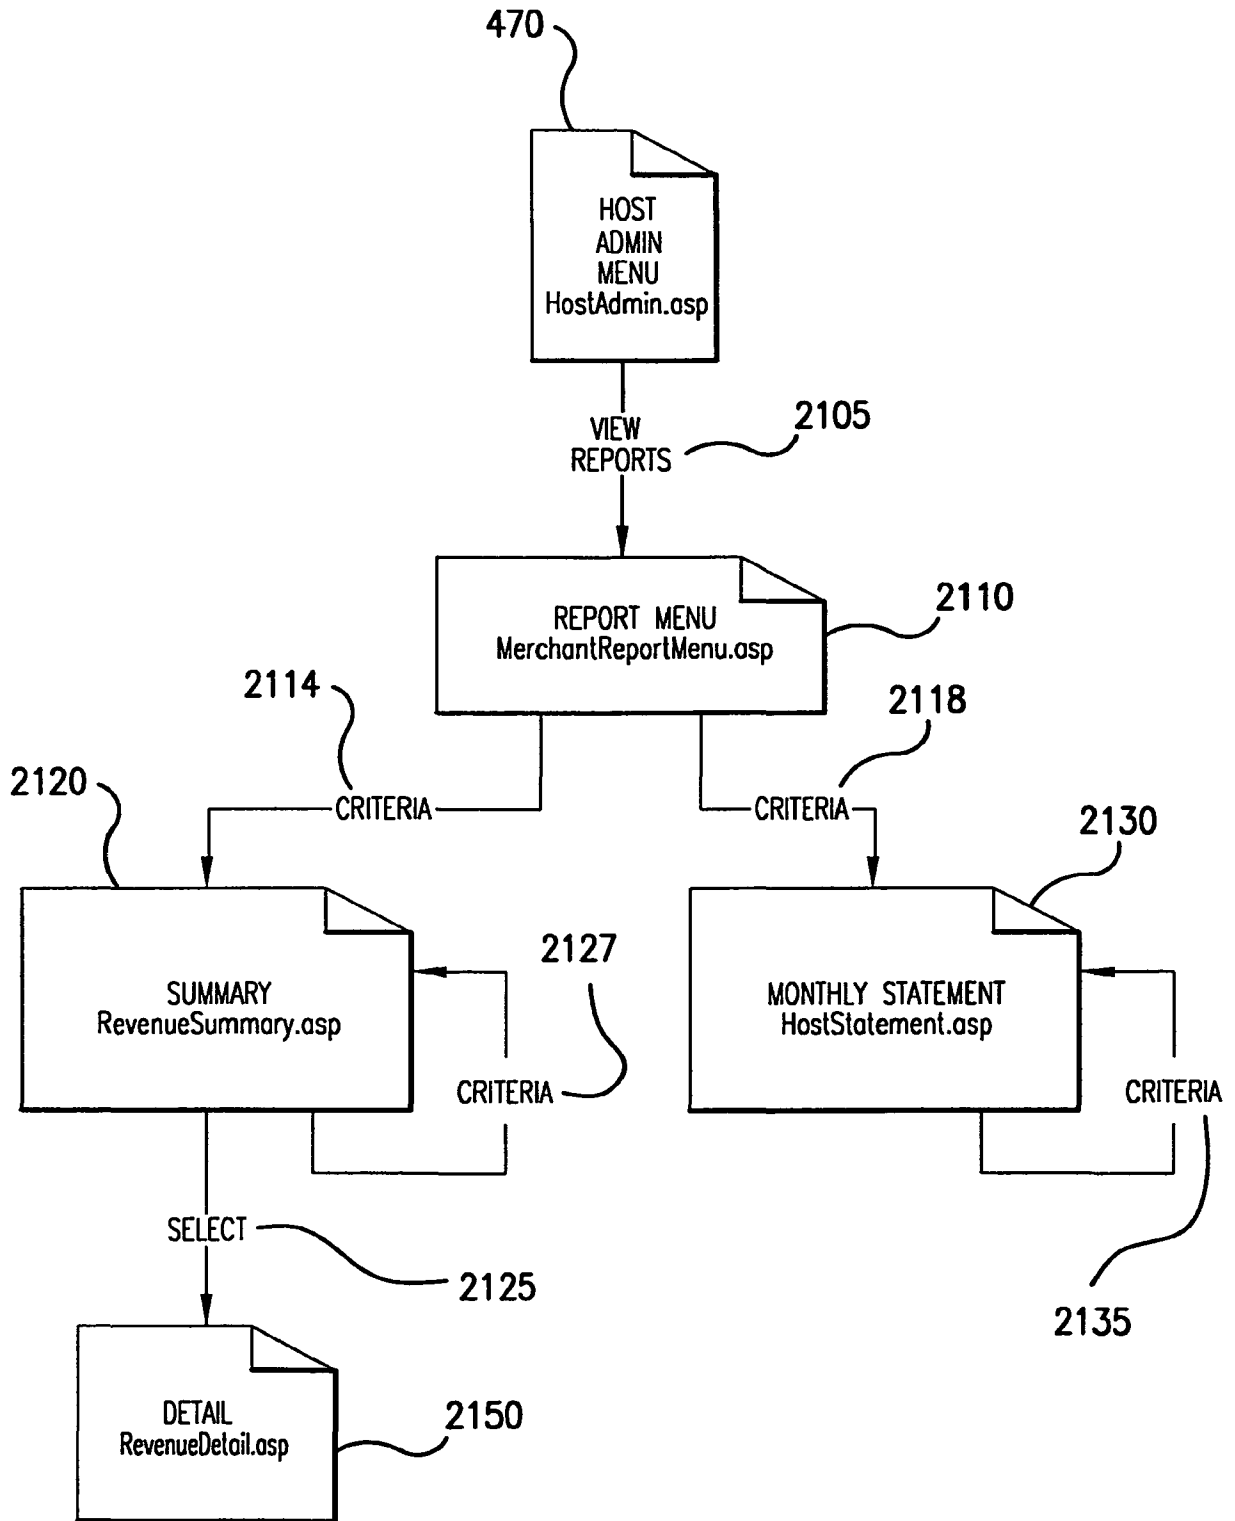 470
HOST
ADMIN
MENU
HostAdmin.asp
VIEW
REPORTS
2105
REPORT MENU
MerchantReportMenu.asp
2110
2114
2118
CRITERIA
CRITERIA
2120
2130
2127
SUMMARY
RevenueSummary.asp
MONTHLY STATEMENT
HostStatement.asp
CRITERIA
CRITERIA
SELECT
2125
2135
DETAIL
RevenueDetail.asp
2150